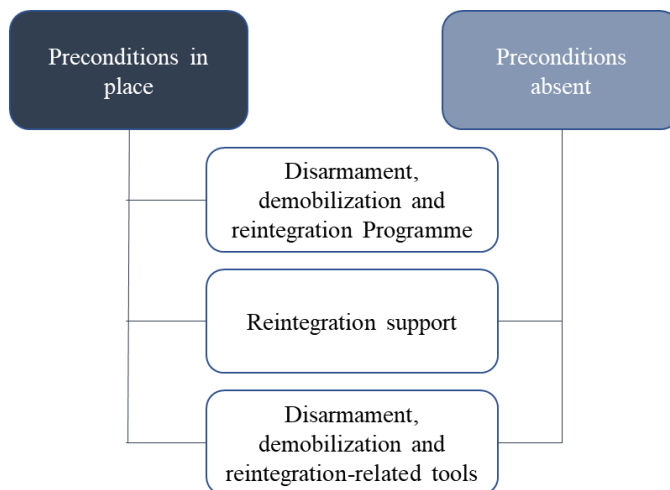 Preconditions in
place
Preconditions
absent
Disarmament,
demobilization and
reintegration Programme
Reintegration support
Disarmament,
demobilization and
reintegration-related tools